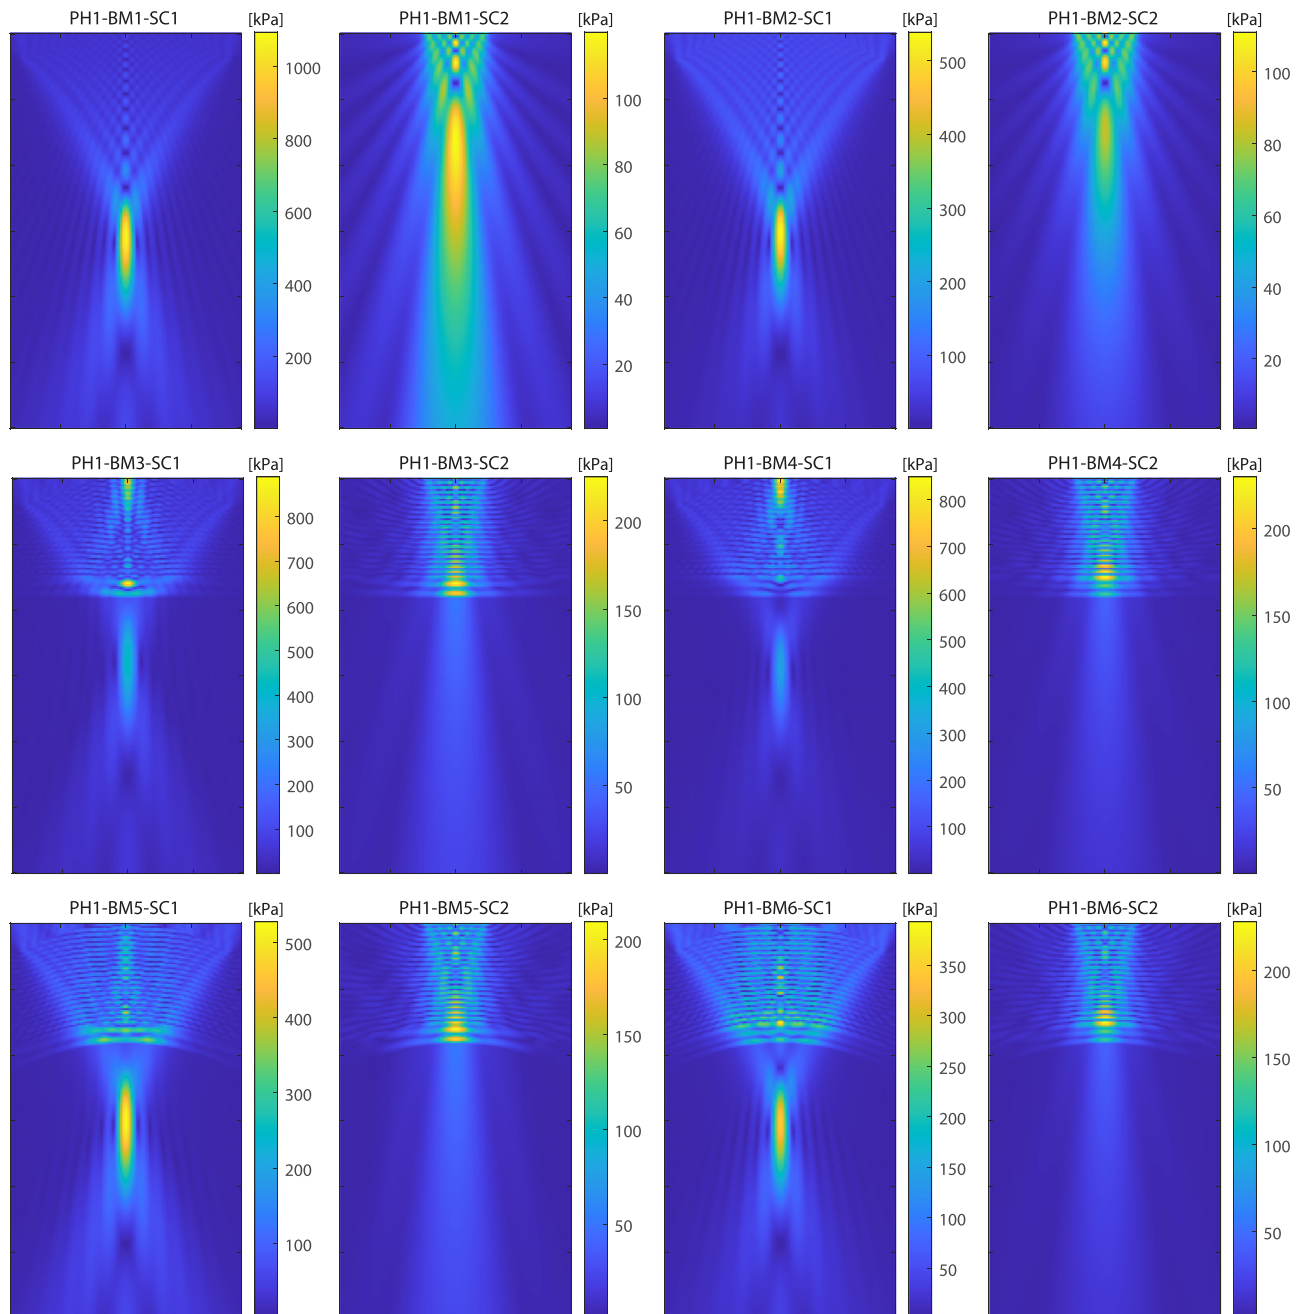 PH1-BM1-SC1 [kPa] PH1-BM1-SC2 [kPa] PH1-BM2-SC1 [kPa] PH1-BM2-SC2 [kPa]
1000 800 600 400 200
100 80 60 40 20
500 400 300 200 100
100 80 60 40 20
PH1-BM3-SC1 [kPa] PH1-BM3-SC2 [kPa] PH1-BM4-SC1 [kPa] PH1-BM4-SC2 [kPa]
800 700 600 500 400 300 200 100
200 150 100 50
800 700 600 500 400 300 200 100
200 150 100 50
PH1-BM5-SC1 [kPa] PH1-BM5-SC2 [kPa] PH1-BM6-SC1 [kPa] PH1-BM6-SC2 [kPa]
500 400 300 200 100
200 150 100 50
350 300 250 200 150 100 50
200 150 100 50